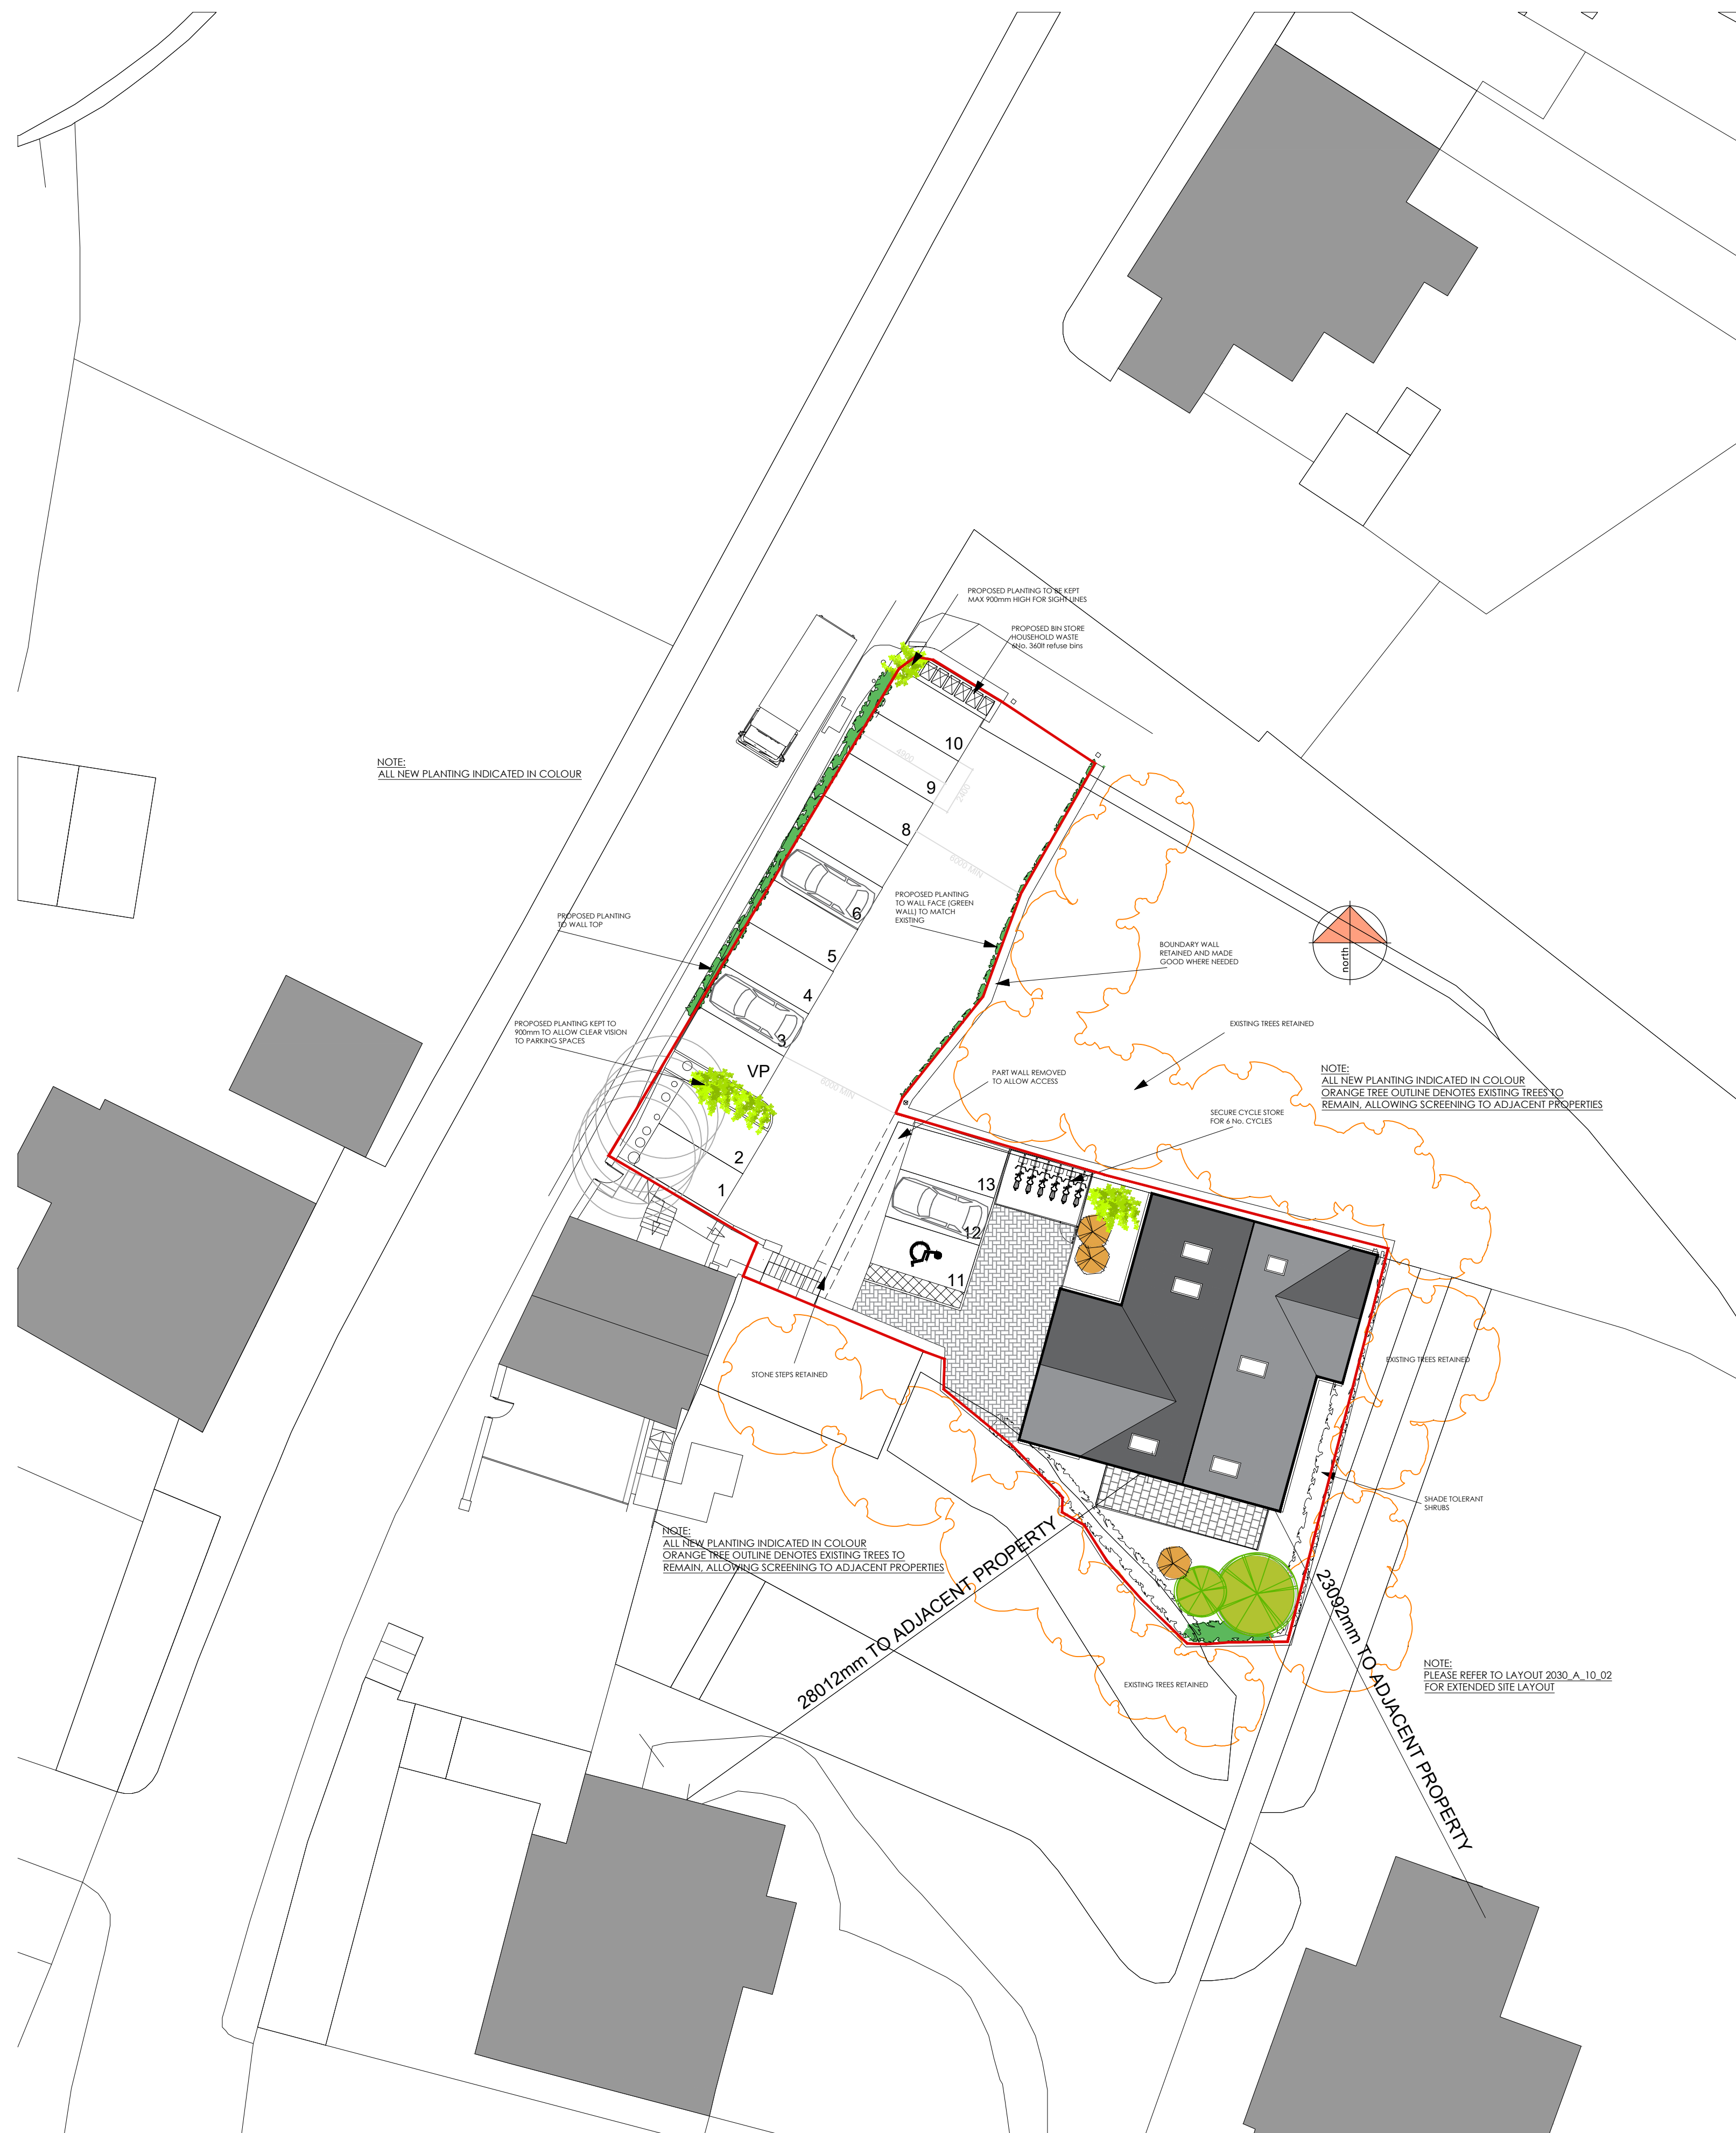 PROPOSED PLANTING TO BE KEPT
MAX 900mm HIGH FOR SIGHT LINES
PROPOSED BIN STORE
HOUSEHOLD WASTE
6No. 360lt refuse bins
10
4800
2400
9
8
6000 MIN
NOTE:
ALL NEW PLANTING INDICATED IN COLOUR
6
PROPOSED PLANTING
TO WALL FACE (GREEN
WALL) TO MATCH
EXISTING
PROPOSED PLANTING
TO WALL TOP
5
BOUNDARY WALL
RETAINED AND MADE
GOOD WHERE NEEDED
north
4
PROPOSED PLANTING KEPT TO
900mm TO ALLOW CLEAR VISION
TO PARKING SPACES
3
EXISTING TREES RETAINED
VP
6000 MIN
PART WALL REMOVED
TO ALLOW ACCESS
NOTE:
ALL NEW PLANTING INDICATED IN COLOUR
ORANGE TREE OUTLINE DENOTES EXISTING TREES TO
REMAIN, ALLOWING SCREENING TO ADJACENT PROPERTIES
SECURE CYCLE STORE
FOR 6 No. CYCLES
2
1
13
12
11
STONE STEPS RETAINED
EXISTING TREES RETAINED
SHADE TOLERANT
SHRUBS
NOTE:
ALL NEW PLANTING INDICATED IN COLOUR
ORANGE TREE OUTLINE DENOTES EXISTING TREES TO
REMAIN, ALLOWING SCREENING TO ADJACENT PROPERTIES
28012mm TO ADJACENT PROPERTY
23092mm TO ADJACENT PROPERTY
EXISTING TREES RETAINED
NOTE:
PLEASE REFER TO LAYOUT 2030_A_10_02
FOR EXTENDED SITE LAYOUT